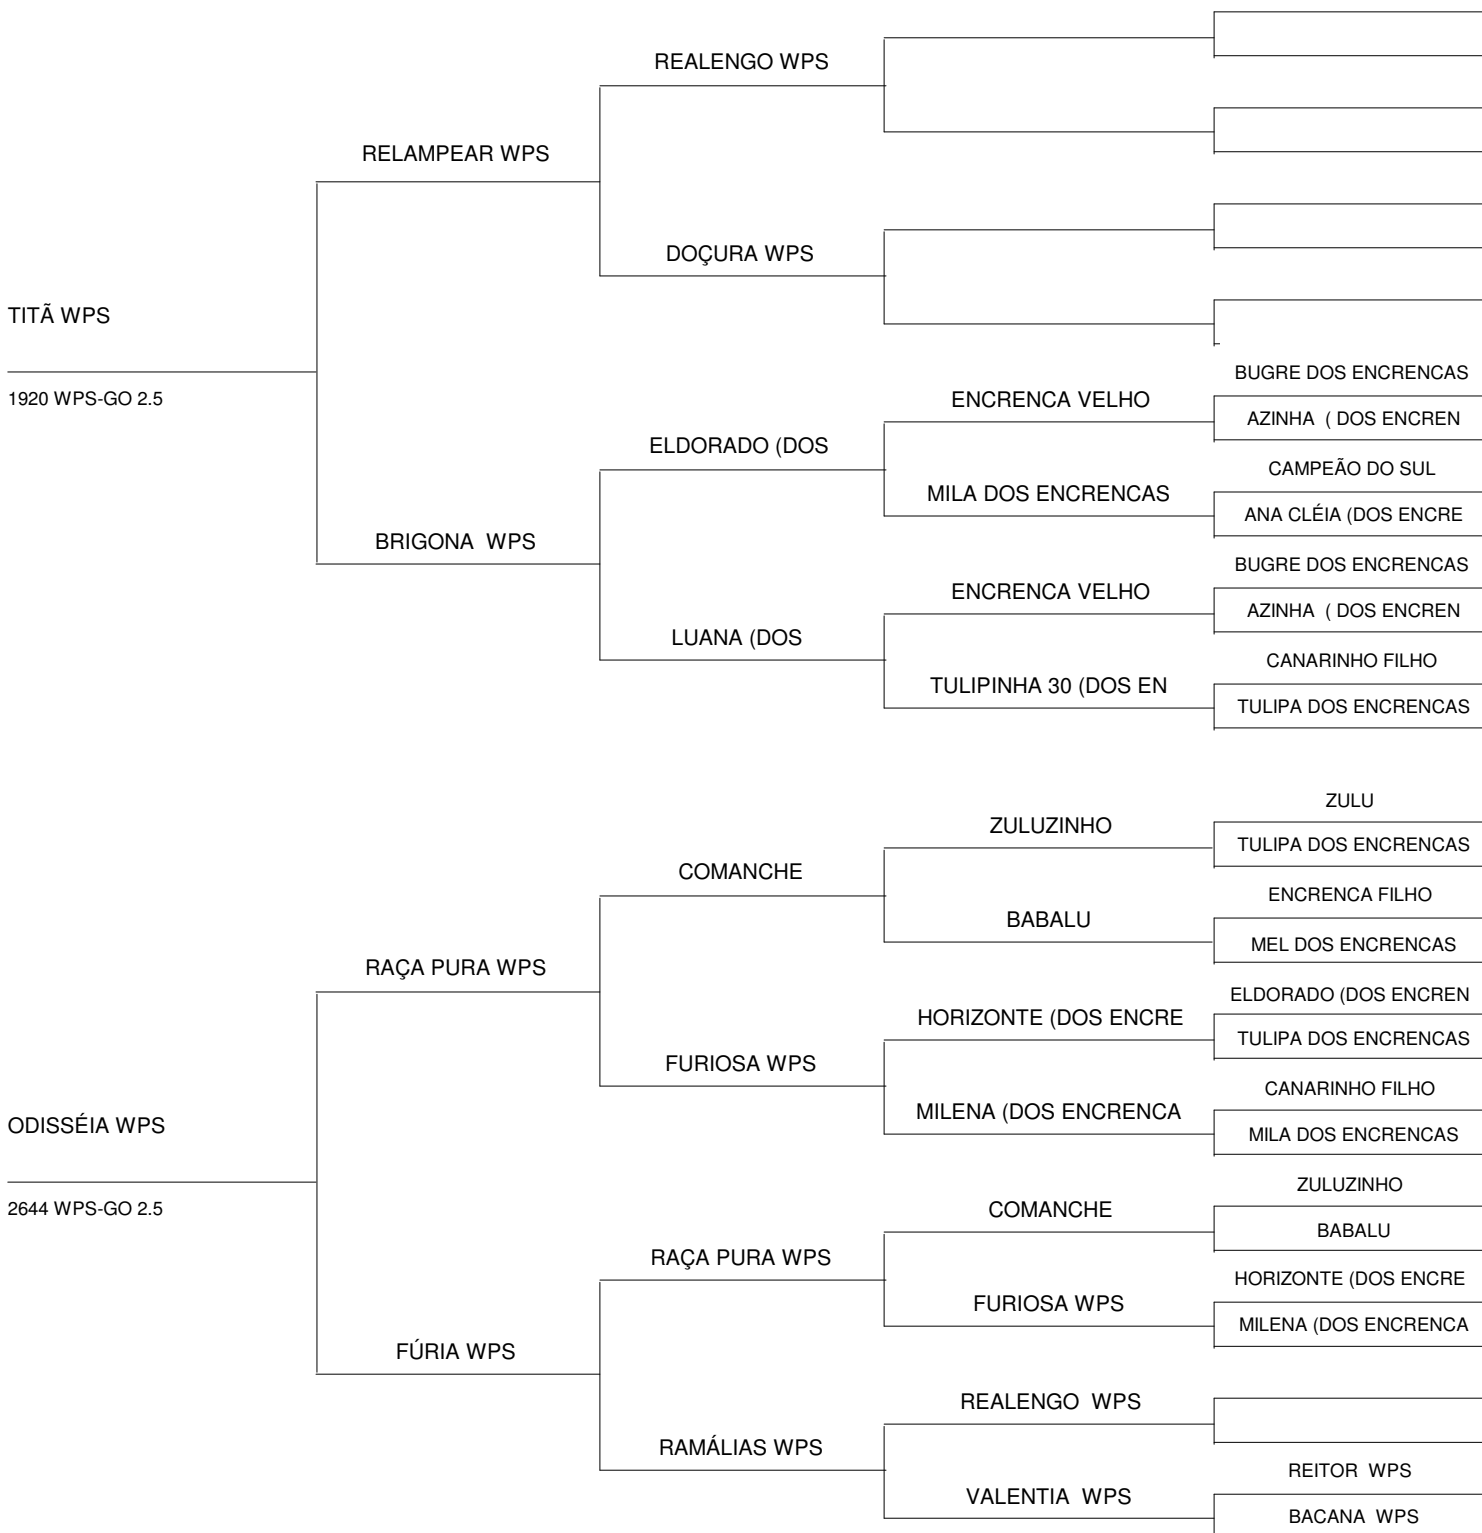 REALENGO WPS
RELAMPEAR WPS
DOÇURA WPS
TITÃ WPS
1920 WPS-GO 2.5
BUGRE DOS ENCRENCAS
ENCRENCA VELHO
AZINHA ( DOS ENCREN
ELDORADO (DOS
CAMPEÃO DO SUL
MILA DOS ENCRENCAS
ANA CLÉIA (DOS ENCRE
BRIGONA WPS
BUGRE DOS ENCRENCAS
ENCRENCA VELHO
AZINHA ( DOS ENCREN
LUANA (DOS
CANARINHO FILHO
TULIPINHA 30 (DOS EN
TULIPA DOS ENCRENCAS
ZULU
ZULUZINHO
TULIPA DOS ENCRENCAS
COMANCHE
ENCRENCA FILHO
BABALU
MEL DOS ENCRENCAS
RAÇA PURA WPS
ELDORADO (DOS ENCREN
HORIZONTE (DOS ENCRE
TULIPA DOS ENCRENCAS
FURIOSA WPS
CANARINHO FILHO
MILENA (DOS ENCRENCA
MILA DOS ENCRENCAS
ODISSÉIA WPS
2644 WPS-GO 2.5
ZULUZINHO
COMANCHE
BABALU
RAÇA PURA WPS
HORIZONTE (DOS ENCRE
FURIOSA WPS
MILENA (DOS ENCRENCA
FÚRIA WPS
REALENGO WPS
RAMÁLIAS WPS
REITOR WPS
VALENTIA WPS
BACANA WPS